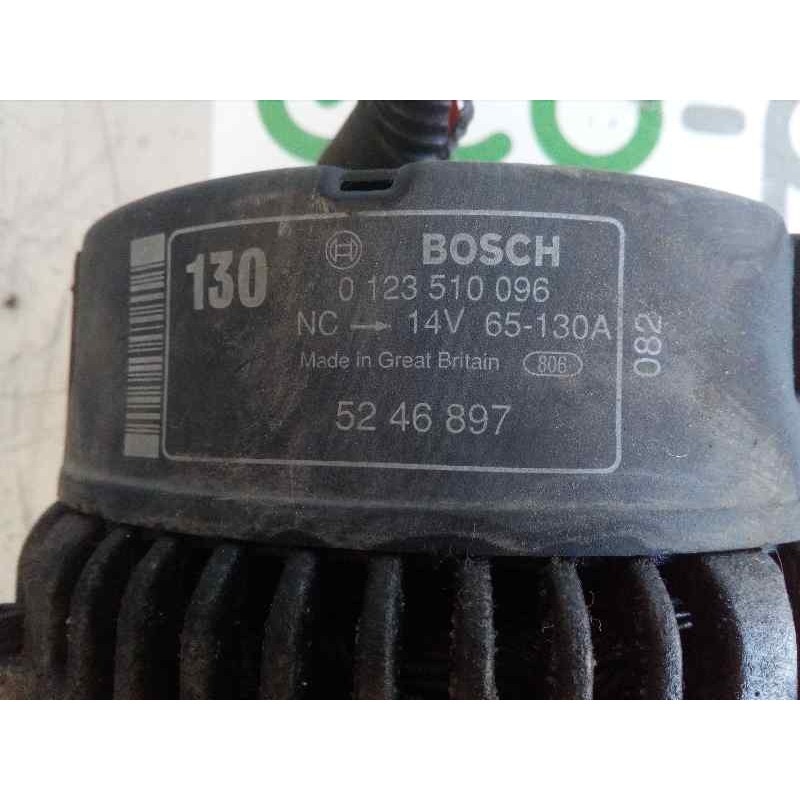 eco-p
130
BOSCH
0 123 510 096
NC → 14V 65-130A
Made in Great Britain 806
52 46 897
082